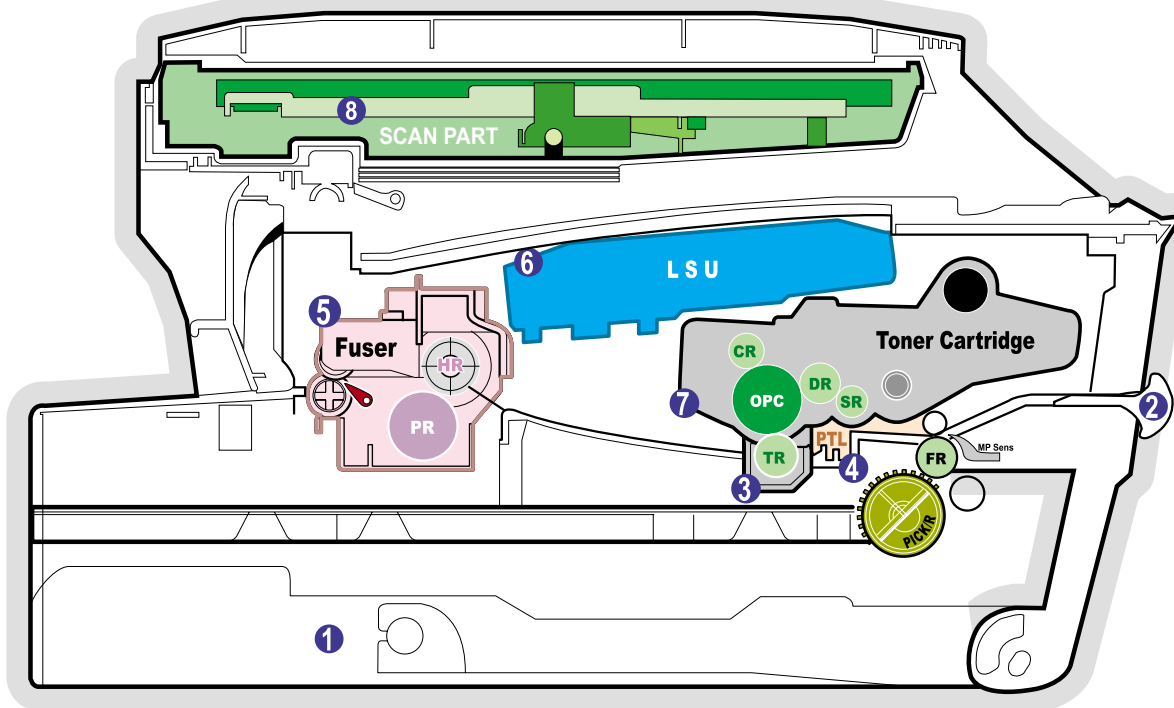 8
SCAN PART
6
L S U
5
Fuser
HR
PR
Toner Cartridge
CR
DR
OPC
SR
7
2
PTL
TR
4
3
FR
MP Sens
PICK/R
1